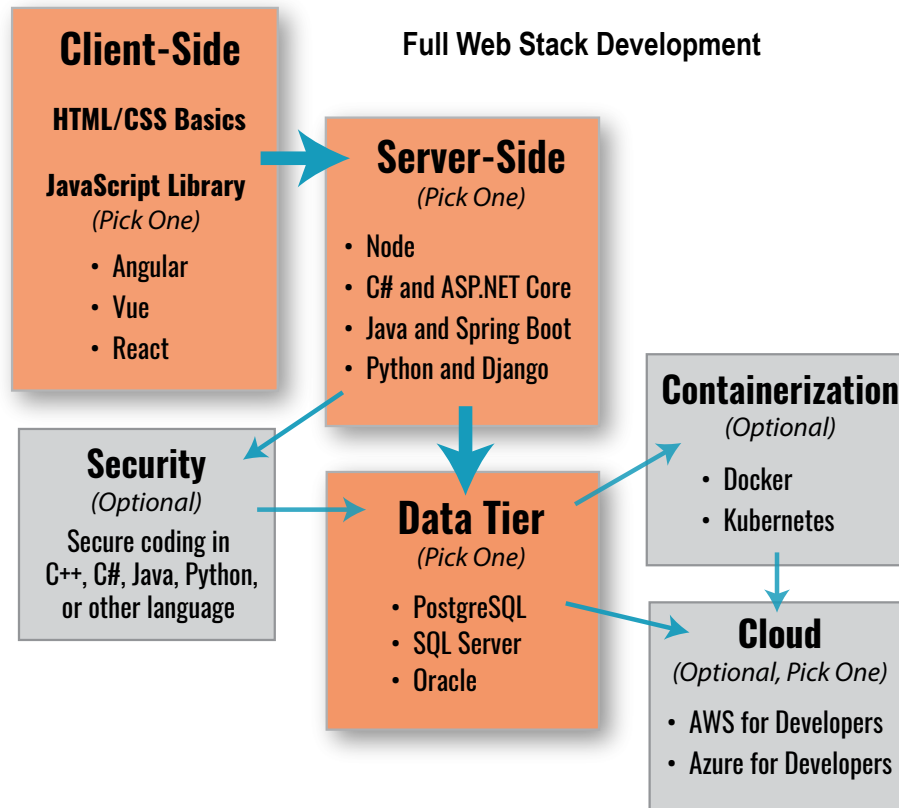 Full Web Stack Development
Client-Side
HTML/CSS Basics
JavaScript Library
(Pick One)
• Angular
• Vue
• React
Server-Side
(Pick One)
• Node
• C# and ASP.NET Core
• Java and Spring Boot
• Python and Django
Security
(Optional)
Secure coding in
C++, C#, Java, Python,
or other language
Data Tier
(Pick One)
• PostgreSQL
• SQL Server
• Oracle
Containerization
(Optional)
• Docker
• Kubernetes
Cloud
(Optional, Pick One)
• AWS for Developers
• Azure for Developers